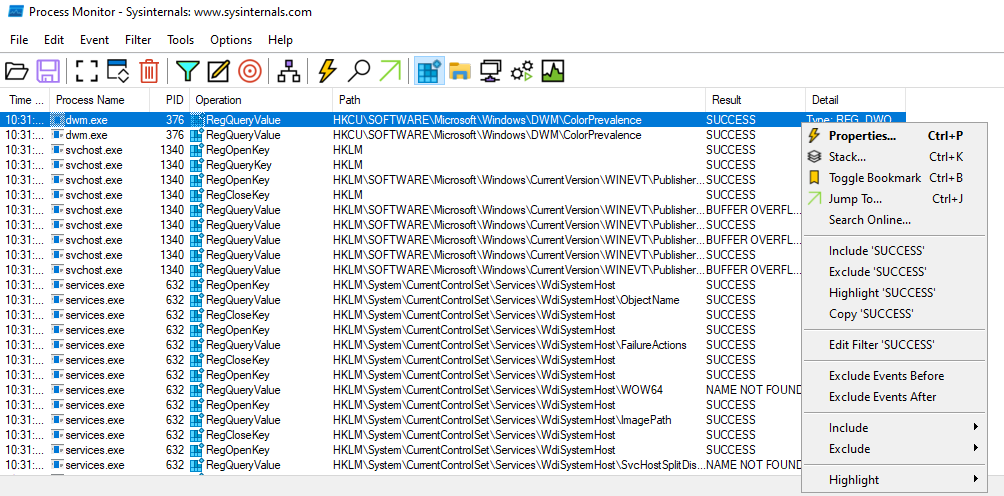 Process Monitor - Sysinternals: www.sysinternals.com
File Edit Event Filter Tools Options Help
Time ... Process Name PID Operation Path Result Detail
10:31:... dwm.exe 376 RegQueryValue HKCU\SOFTWARE\Microsoft\Windows\DWM\ColorPrevalence SUCCESS Type: REG_DWO
10:31:... dwm.exe 376 RegQueryValue HKCU\SOFTWARE\Microsoft\Windows\DWM\ColorPrevalence SUCCESS
10:31:... svchost.exe 1340 RegOpenKey HKLM SUCCESS
10:31:... svchost.exe 1340 RegQueryKey HKLM SUCCESS
10:31:... svchost.exe 1340 RegOpenKey HKLM\SOFTWARE\Microsoft\Windows\CurrentVersion\WINEVT\Publisher... SUCCESS
10:31:... svchost.exe 1340 RegCloseKey HKLM SUCCESS
10:31:... svchost.exe 1340 RegQueryValue HKLM\SOFTWARE\Microsoft\Windows\CurrentVersion\WINEVT\Publisher... BUFFER OVERFL...
10:31:... svchost.exe 1340 RegQueryValue HKLM\SOFTWARE\Microsoft\Windows\CurrentVersion\WINEVT\Publisher... SUCCESS
10:31:... svchost.exe 1340 RegQueryValue HKLM\SOFTWARE\Microsoft\Windows\CurrentVersion\WINEVT\Publisher... BUFFER OVERFL...
10:31:... svchost.exe 1340 RegQueryValue HKLM\SOFTWARE\Microsoft\Windows\CurrentVersion\WINEVT\Publisher... SUCCESS
10:31:... svchost.exe 1340 RegQueryValue HKLM\SOFTWARE\Microsoft\Windows\CurrentVersion\WINEVT\Publisher... BUFFER OVERFL...
10:31:... services.exe 632 RegOpenKey HKLM\System\CurrentControlSet\Services\WdiSystemHost SUCCESS
10:31:... services.exe 632 RegQueryValue HKLM\System\CurrentControlSet\Services\WdiSystemHost\ObjectName SUCCESS
10:31:... services.exe 632 RegCloseKey HKLM\System\CurrentControlSet\Services\WdiSystemHost SUCCESS
10:31:... services.exe 632 RegOpenKey HKLM\System\CurrentControlSet\Services\WdiSystemHost SUCCESS
10:31:... services.exe 632 RegQueryValue HKLM\System\CurrentControlSet\Services\WdiSystemHost\FailureActions SUCCESS
10:31:... services.exe 632 RegCloseKey HKLM\System\CurrentControlSet\Services\WdiSystemHost SUCCESS
10:31:... services.exe 632 RegOpenKey HKLM\System\CurrentControlSet\Services\WdiSystemHost SUCCESS
10:31:... services.exe 632 RegQueryValue HKLM\System\CurrentControlSet\Services\WdiSystemHost\WOW64 NAME NOT FOUND
10:31:... services.exe 632 RegOpenKey HKLM\System\CurrentControlSet\Services\WdiSystemHost SUCCESS
10:31:... services.exe 632 RegQueryValue HKLM\System\CurrentControlSet\Services\WdiSystemHost\ImagePath SUCCESS
10:31:... services.exe 632 RegCloseKey HKLM\System\CurrentControlSet\Services\WdiSystemHost SUCCESS
10:31:... services.exe 632 RegOpenKey HKLM\System\CurrentControlSet\Services\WdiSystemHost SUCCESS
10:31:... services.exe 632 RegQueryValue HKLM\System\CurrentControlSet\Services\WdiSystemHost\SvcHostSplitDis... NAME NOT FOUND
Properties... Ctrl+P
Stack... Ctrl+K
Toggle Bookmark Ctrl+B
Jump To... Ctrl+J
Search Online...
Include 'SUCCESS'
Exclude 'SUCCESS'
Highlight 'SUCCESS'
Copy 'SUCCESS'
Edit Filter 'SUCCESS'
Exclude Events Before
Exclude Events After
Include
Exclude
Highlight